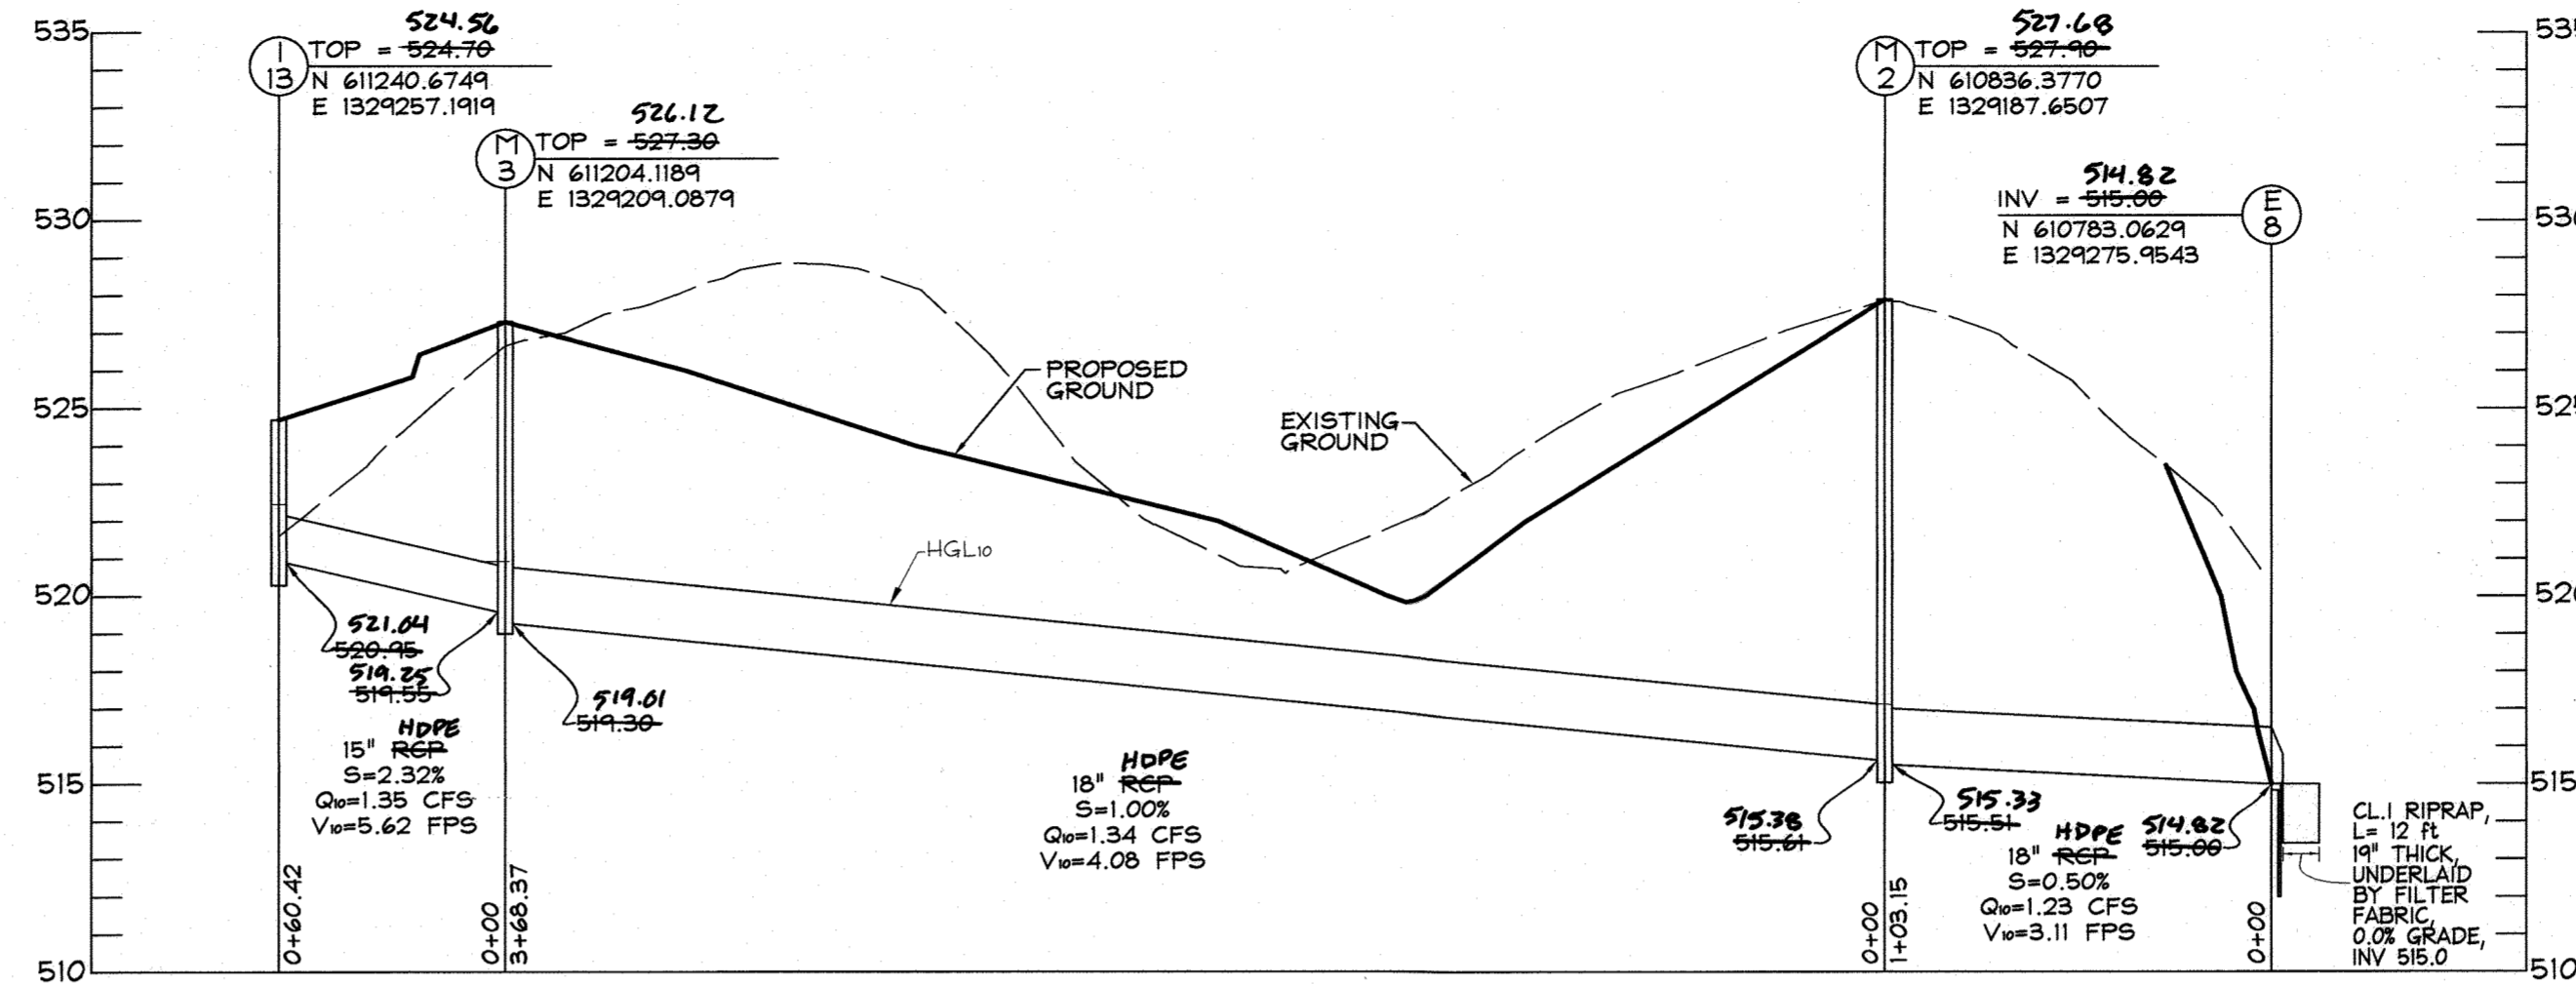 535
530
525
520
515
510
I
13
524.56
TOP = 524.70
N 611240.6749
E 1329257.1919
M
3
526.12
TOP = 527.30
N 611204.1189
E 1329209.0879
M
2
527.68
TOP = 527.90
N 610836.3770
E 1329187.6507
514.82
INV = 515.00
N 610783.0629
E 1329275.9543
E
8
PROPOSED
GROUND
EXISTING
GROUND
HGL10
521.04
520.95
519.25
519.55
519.01
519.30
HDPE
15" RCP
S=2.32%
Q10=1.35 CFS
V10=5.62 FPS
HDPE
18" RCP
S=1.00%
Q10=1.34 CFS
V10=4.08 FPS
515.38
515.61
515.33
515.51
HDPE
18" RCP
S=0.50%
Q10=1.23 CFS
V10=3.11 FPS
514.82
515.00
CL.I RIPRAP,
L= 12 ft
19" THICK,
UNDERLAID
BY FILTER
FABRIC,
0.0% GRADE,
INV 515.0
0+60.42
0+00
3+68.37
0+00
1+03.15
0+00